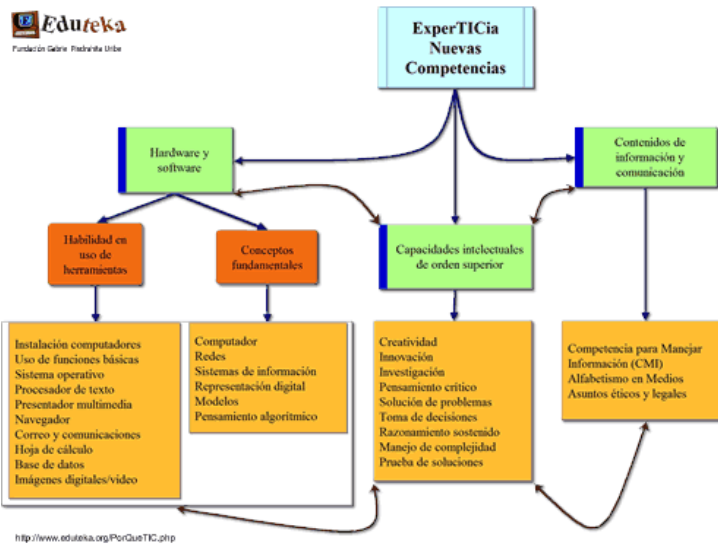 Eduteka
Fundación Gabriel Piedrahita Uribe
ExperTICia
Nuevas
Competencias
Hardware y
software
Contenidos de
información y
comunicación
Habilidad en
uso de
herramientas
Conceptos
fundamentales
Capacidades intelectuales
de orden superior
Instalación computadores
Uso de funciones básicas
Sistema operativo
Procesador de texto
Presentador multimedia
Navegador
Correo y comunicaciones
Hoja de cálculo
Base de datos
Imágenes digitales/video
Computador
Redes
Sistemas de información
Representación digital
Modelos
Pensamiento algorítmico
Creatividad
Innovación
Investigación
Pensamiento crítico
Solución de problemas
Toma de decisiones
Razonamiento sostenido
Manejo de complejidad
Prueba de soluciones
Competencia para Manejar
Información (CMI)
Alfabetismo en Medios
Asuntos éticos y legales
http://www.eduteka.org/PorQueTIC.php